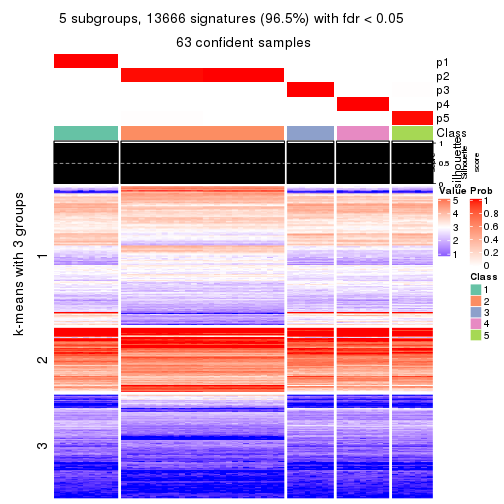 5 subgroups, 13666 signatures (96.5%) with fdr < 0.05
63 confident samples
p1
p2
p3
p4
p5
Class
1
0.5
0
silhouette
Silhouette
score
k-means with 3 groups
1
2
3
Value
5
4
3
2
1
Prob
1
0.8
0.6
0.4
0.2
0
Class
1
2
3
4
5